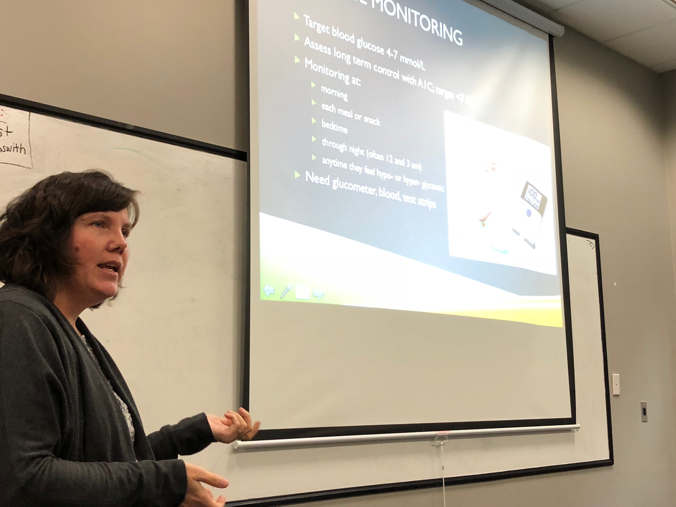 MONITORING
Target blood glucose 4-7 mmol/L
Assess long term control with A1C, target
Monitoring at:
morning
each meal or snack
bedtime
through night (often 12 and 3 am)
anytime they feel hypo- or hyper- glycemic
Need glucometer, blood, test strips